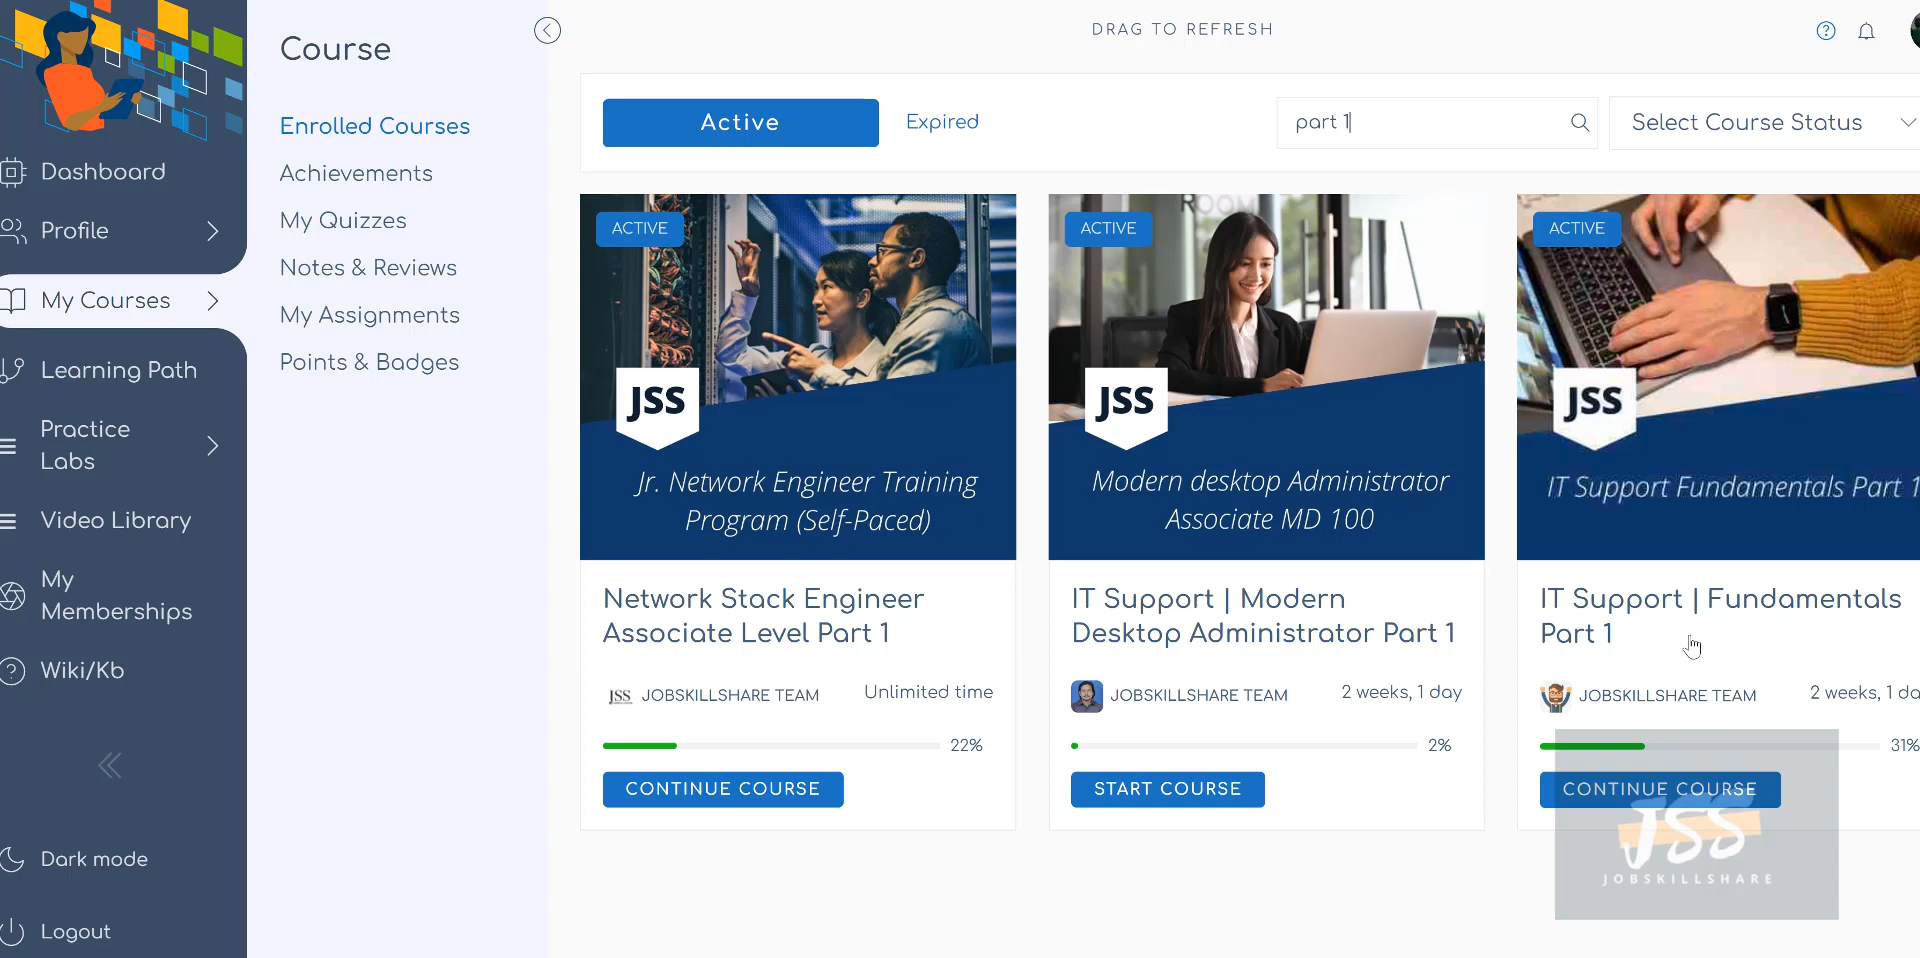 Course
DRAG TO REFRESH
Enrolled Courses
Achievements
My Quizzes
Notes & Reviews
My Assignments
Points & Badges
Dashboard
Profile
My Courses
Learning Path
Practice
Labs
Video Library
My
Memberships
Wiki/Kb
Dark mode
Logout
Active
Expired
part 1
Select Course Status
ACTIVE
JSS
Jr. Network Engineer Training
Program (Self-Paced)
Network Stack Engineer
Associate Level Part 1
JSS JOBSKILLSHARE TEAM
Unlimited time
22%
CONTINUE COURSE
ROOM
ACTIVE
JSS
Modern desktop Administrator
Associate MD 100
IT Support | Modern
Desktop Administrator Part 1
JOBSKILLSHARE TEAM
2 weeks, 1 day
2%
START COURSE
ACTIVE
JSS
IT Support Fundamentals Part 1
IT Support | Fundamentals
Part 1
JOBSKILLSHARE TEAM
2 weeks, 1 da
31%
CONTINUE COURSE
JSS
JOBSKILLSHARE